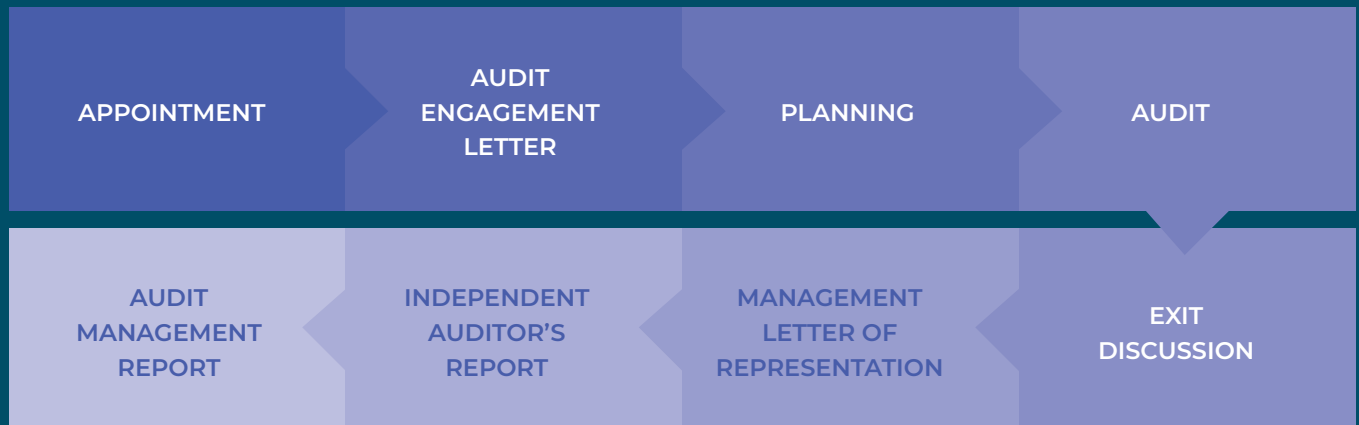 APPOINTMENT
AUDIT
ENGAGEMENT
LETTER
PLANNING
AUDIT
EXIT
DISCUSSION
MANAGEMENT
LETTER OF
REPRESENTATION
INDEPENDENT
AUDITOR’S
REPORT
AUDIT
MANAGEMENT
REPORT